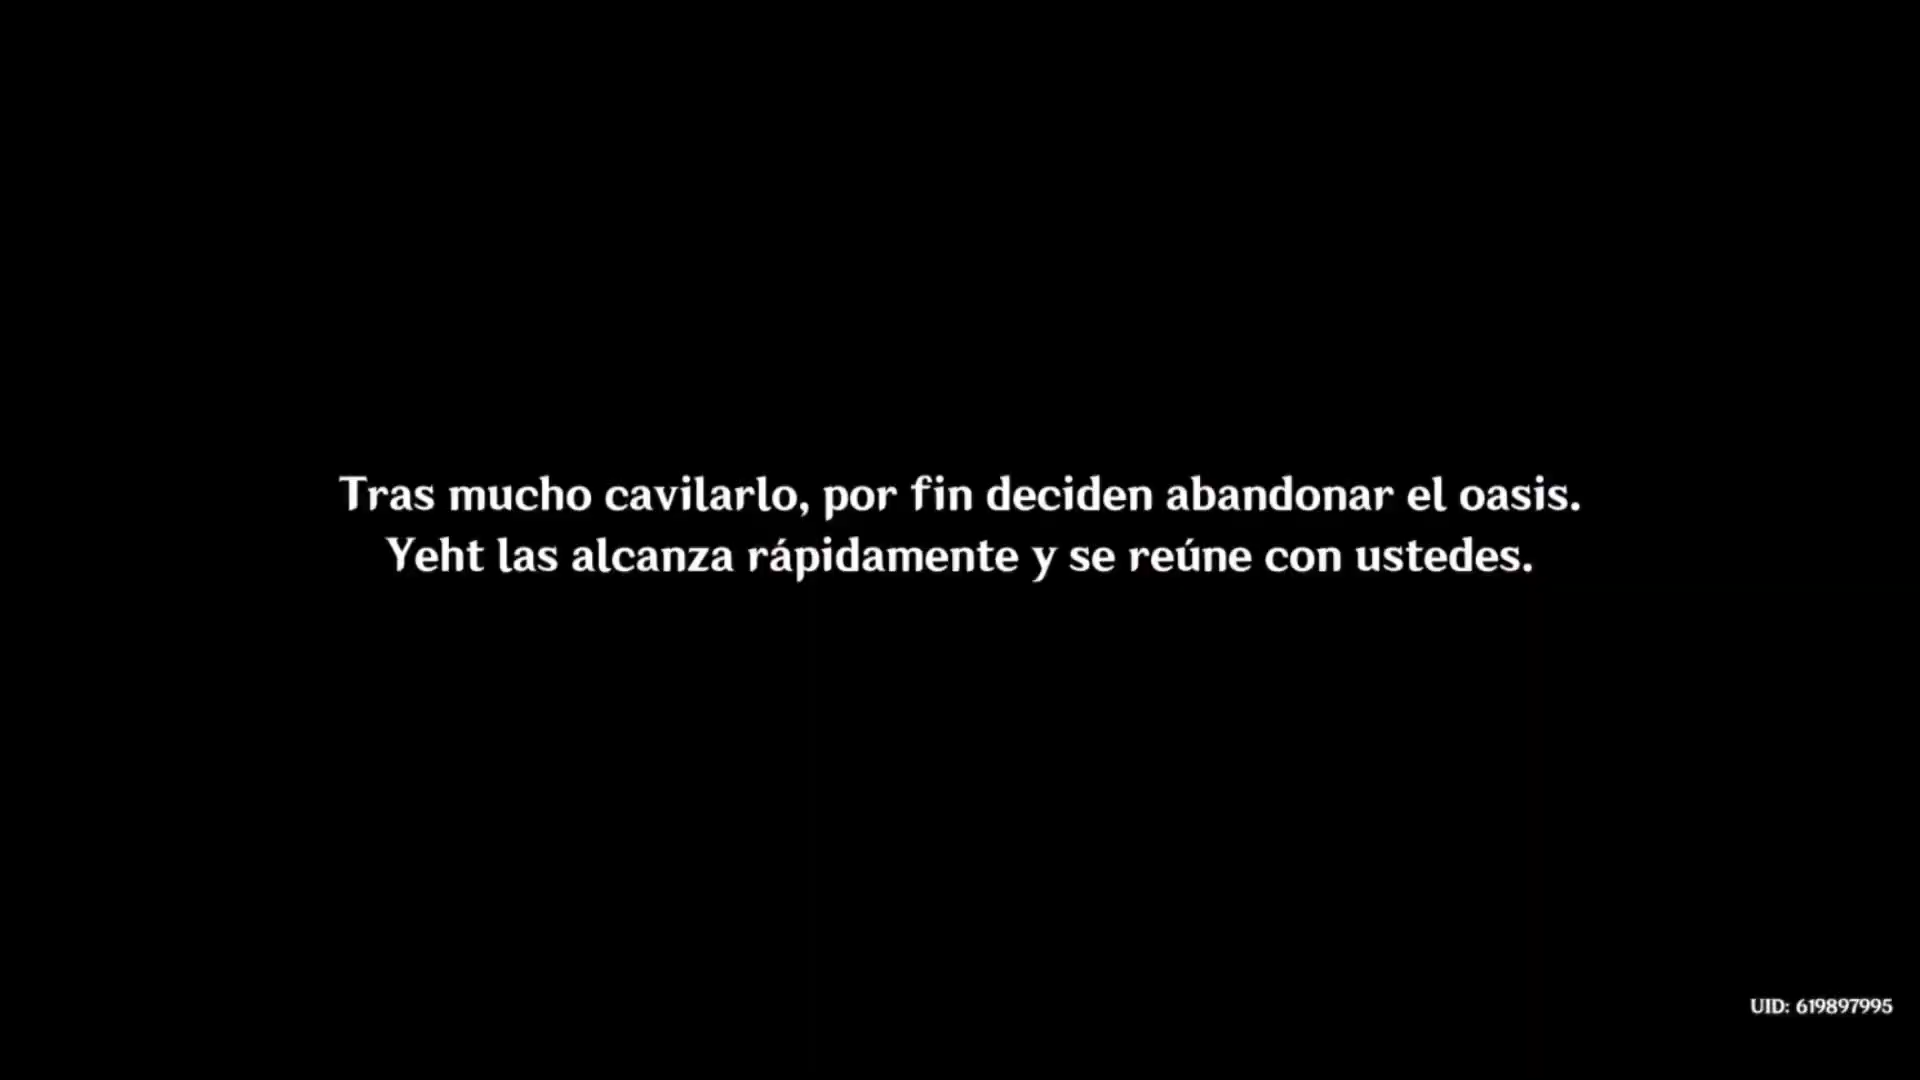 Tras mucho cavilarlo, por fin deciden abandonar el oasis.
Yeht las alcanza rápidamente y se reúne con ustedes.
UID: 619897995